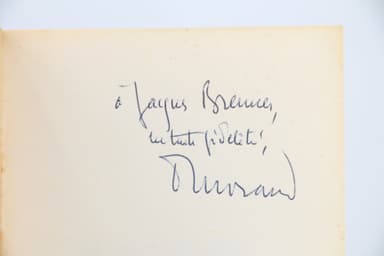 à Jacques Brenner,
en toute fidélité,
P Morand